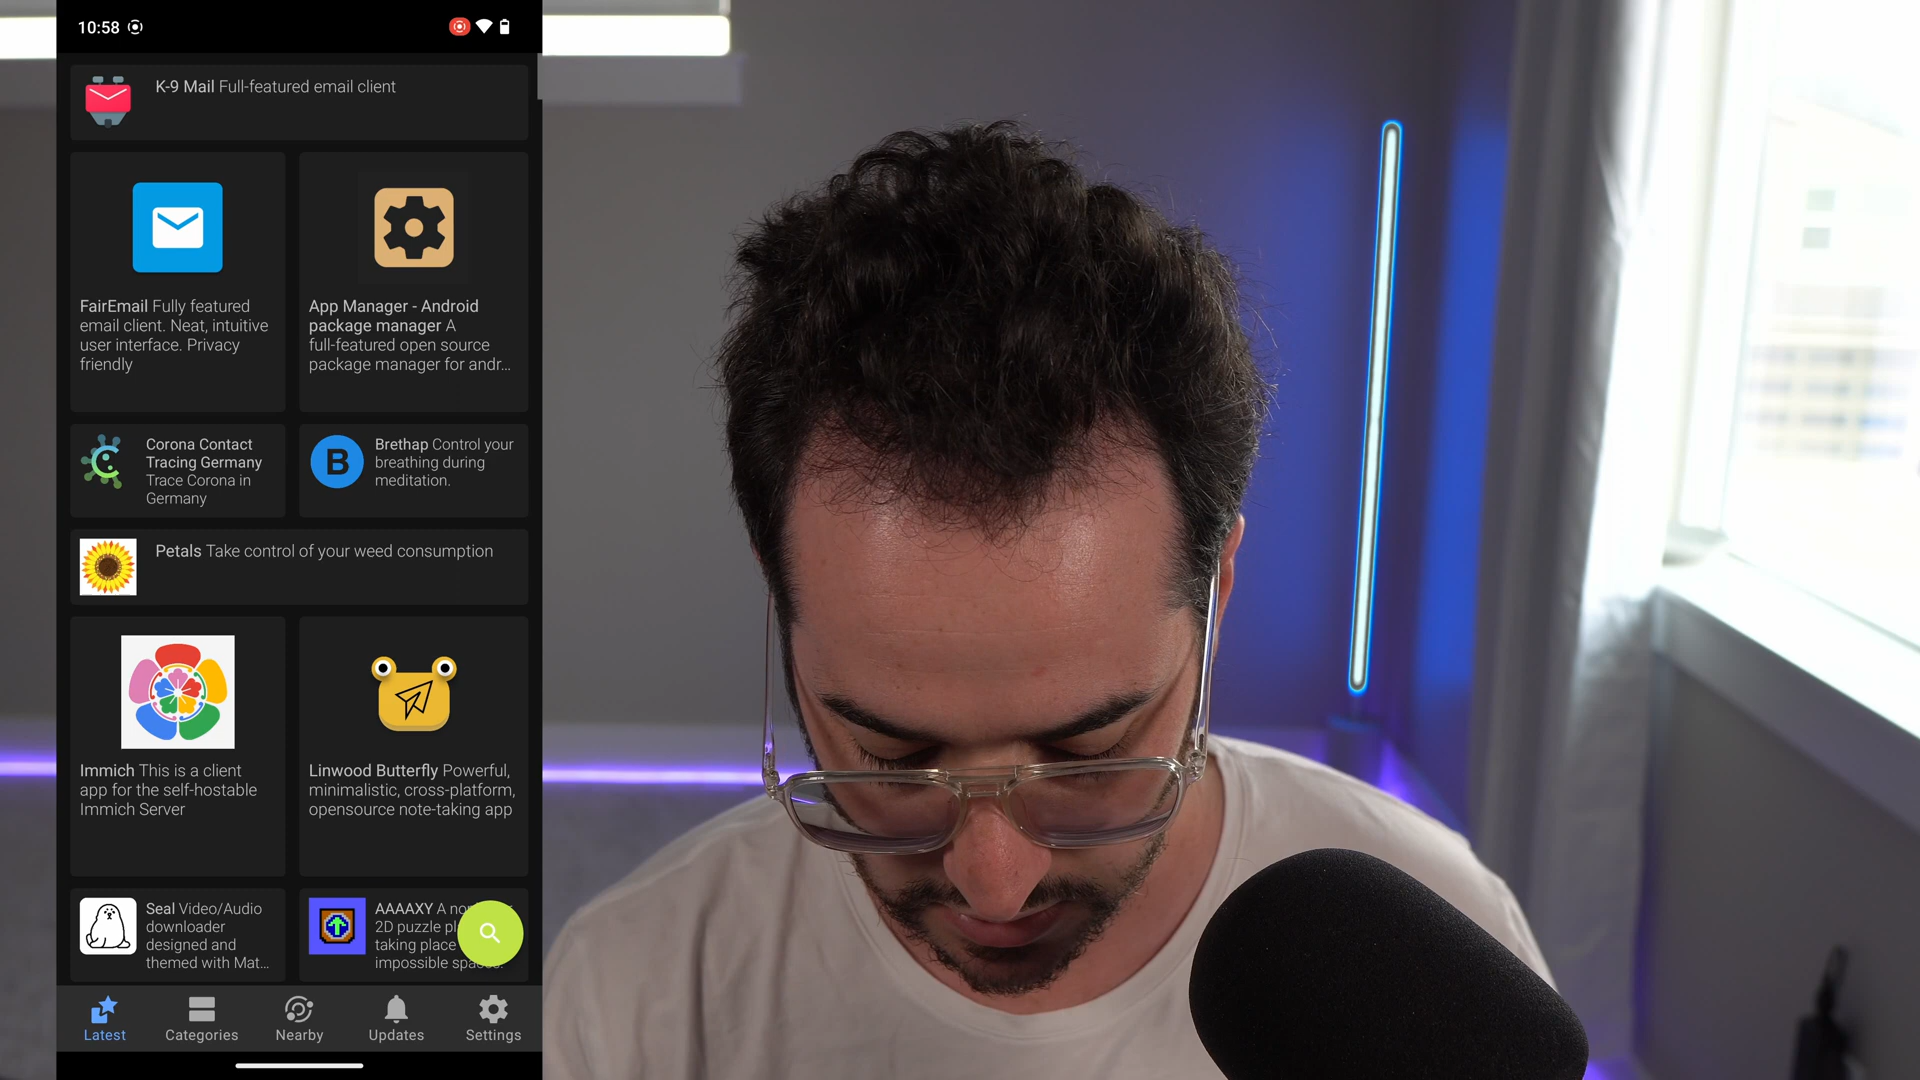 10:58
K-9 Mail Full-featured email client
FairEmail Fully featured
email client. Neat, intuitive
user interface. Privacy
friendly
App Manager - Android
package manager A
full-featured open source
package manager for andr...
Corona Contact
Tracing Germany
Trace Corona in
Germany
B
Brethap Control your
breathing during
meditation.
Petals Take control of your weed consumption
Immich This is a client
app for the self-hostable
Immich Server
Linwood Butterfly Powerful,
minimalistic, cross-platform,
opensource note-taking app
Seal Video/Audio
downloader
designed and
themed with Mat...
AAAAXY A
2D puzzle
taking place
impossible
Latest
Categories
Nearby
Updates
Settings